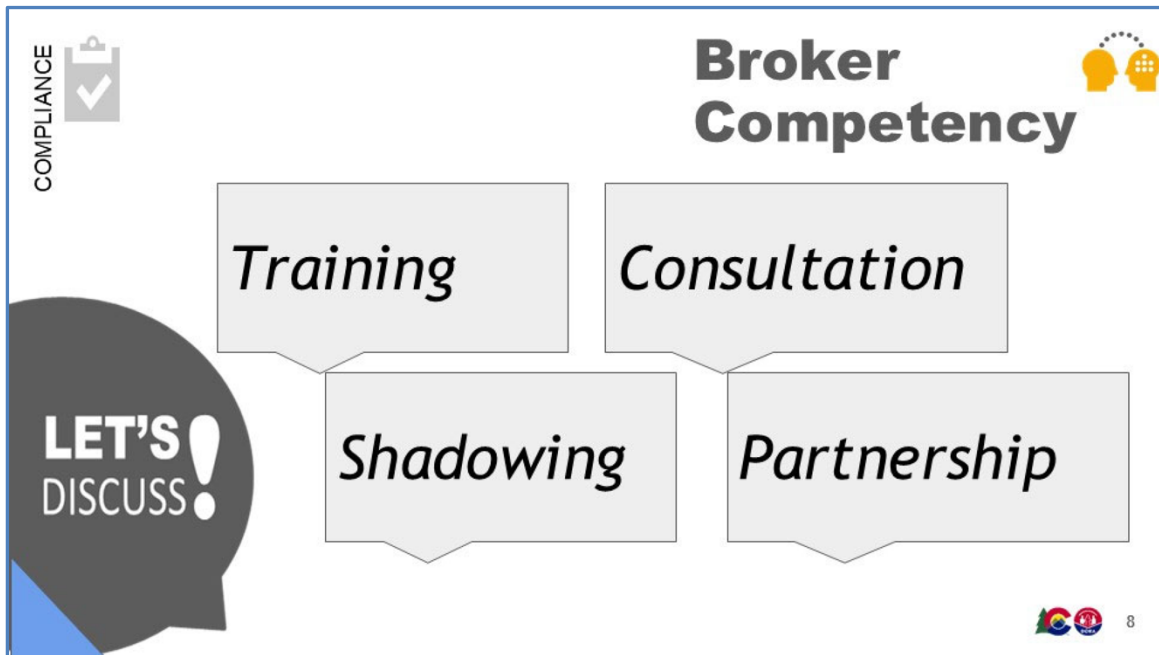 COMPLIANCE
Broker
Competency
Training
Consultation
Shadowing
Partnership
LET'S
DISCUSS!
8